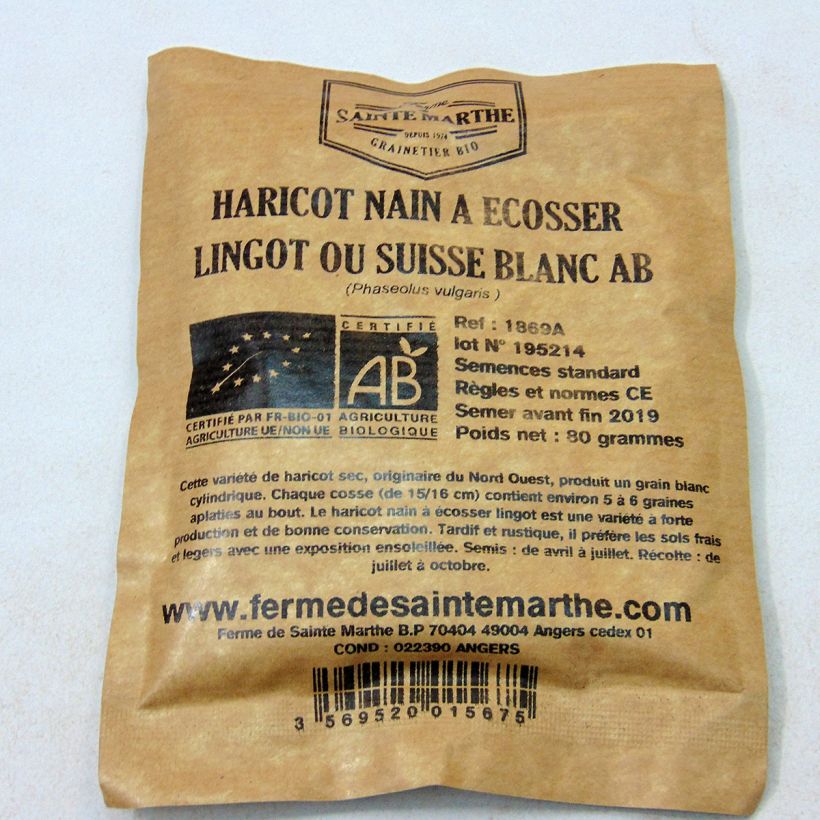 Ferme
SAINTE MARTHE
DEPUIS 1974
GRAINETIER BIO
HARICOT NAIN A ECOSSER
LINGOT OU SUISSE BLANC AB
(Phaseolus vulgaris )
CERTIFIÉ
AB
CERTIFIÉ PAR FR-BIO-01
AGRICULTURE UE/NON UE
AGRICULTURE
BIOLOGIQUE
Ref : 1869A
lot N° 195214
Semences standard
Règles et normes CE
Semer avant fin 2019
Poids net : 80 grammes
Cette variété de haricot sec, originaire du Nord Ouest, produit un grain blanc
cylindrique. Chaque cosse (de 15/16 cm) contient environ 5 à 6 graines
aplaties au bout. Le haricot nain à écosser lingot est une variété à forte
production et de bonne conservation. Tardif et rustique, il préfère les sols frais
et legers avec une exposition ensoleillée. Semis : de avril à juillet. Récolte : de
juillet à octobre.
www.fermedesaintemarthe.com
Ferme de Sainte Marthe B.P 70404 49004 Angers cedex 01
COND : 022390 ANGERS
3 569520 015675